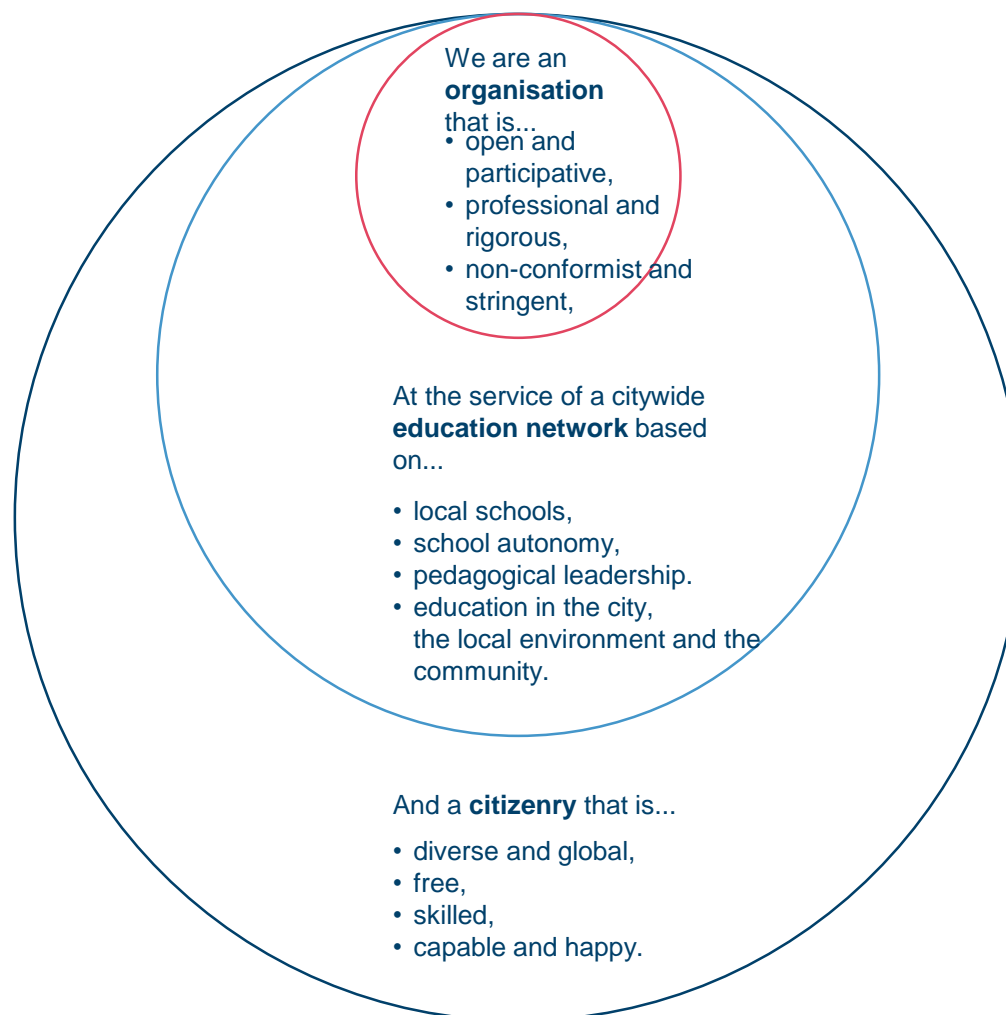 We are an
organisation
that is...
• open and
participative,
• professional and
rigorous,
• non-conformist and
stringent,
At the service of a citywide
education network based
on...
• local schools,
• school autonomy,
• pedagogical leadership.
• education in the city,
the local environment and the
community.
And a citizenry that is...
• diverse and global,
• free,
• skilled,
• capable and happy.